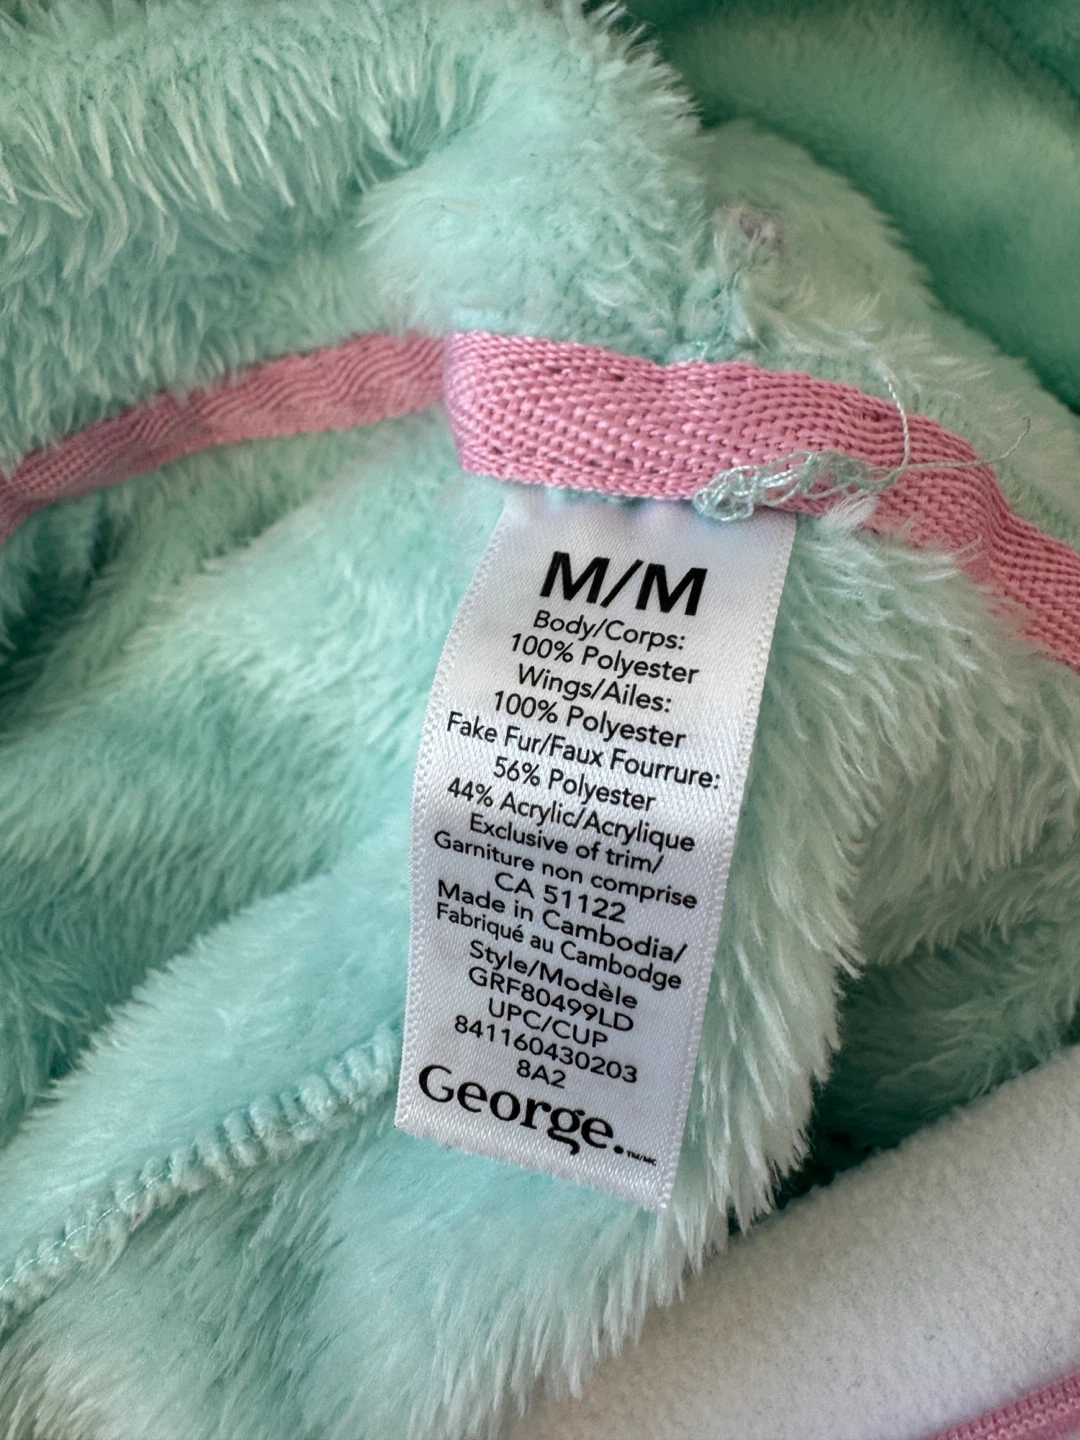 M/M
Body/Corps:
100% Polyester
Wings/Ailes:
100% Polyester
Fake Fur/Faux Fourrure:
56% Polyester
44% Acrylic/Acrylique
Exclusive of trim/
Garniture non comprise
CA 51122
Made in Cambodia/
Fabriqué au Cambodge
Style/Modèle
GRF80499LD
UPC/CUP
841160430203
8A2
George.™/MC